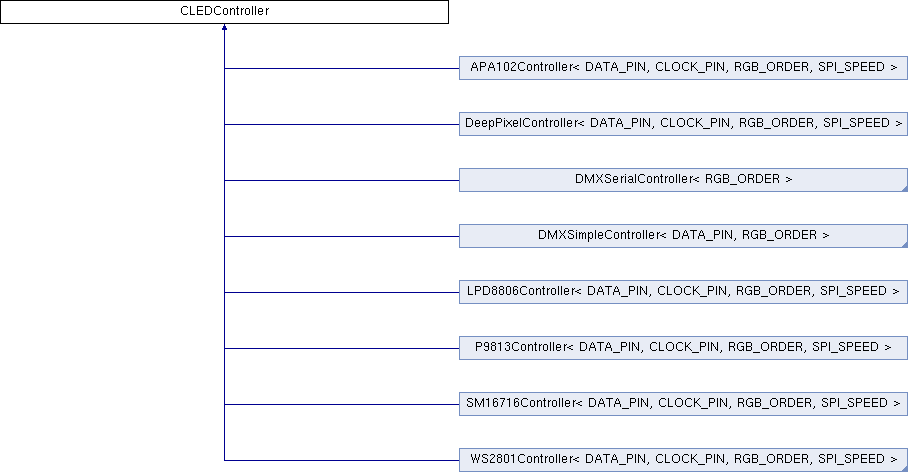 CLEDController
APA102Controller< DATA_PIN, CLOCK_PIN, RGB_ORDER, SPI_SPEED >
DeepPixelController< DATA_PIN, CLOCK_PIN, RGB_ORDER, SPI_SPEED >
DMXSerialController< RGB_ORDER >
DMXSimpleController< DATA_PIN, RGB_ORDER >
LPD8806Controller< DATA_PIN, CLOCK_PIN, RGB_ORDER, SPI_SPEED >
P9813Controller< DATA_PIN, CLOCK_PIN, RGB_ORDER, SPI_SPEED >
SM16716Controller< DATA_PIN, CLOCK_PIN, RGB_ORDER, SPI_SPEED >
WS2801Controller< DATA_PIN, CLOCK_PIN, RGB_ORDER, SPI_SPEED >